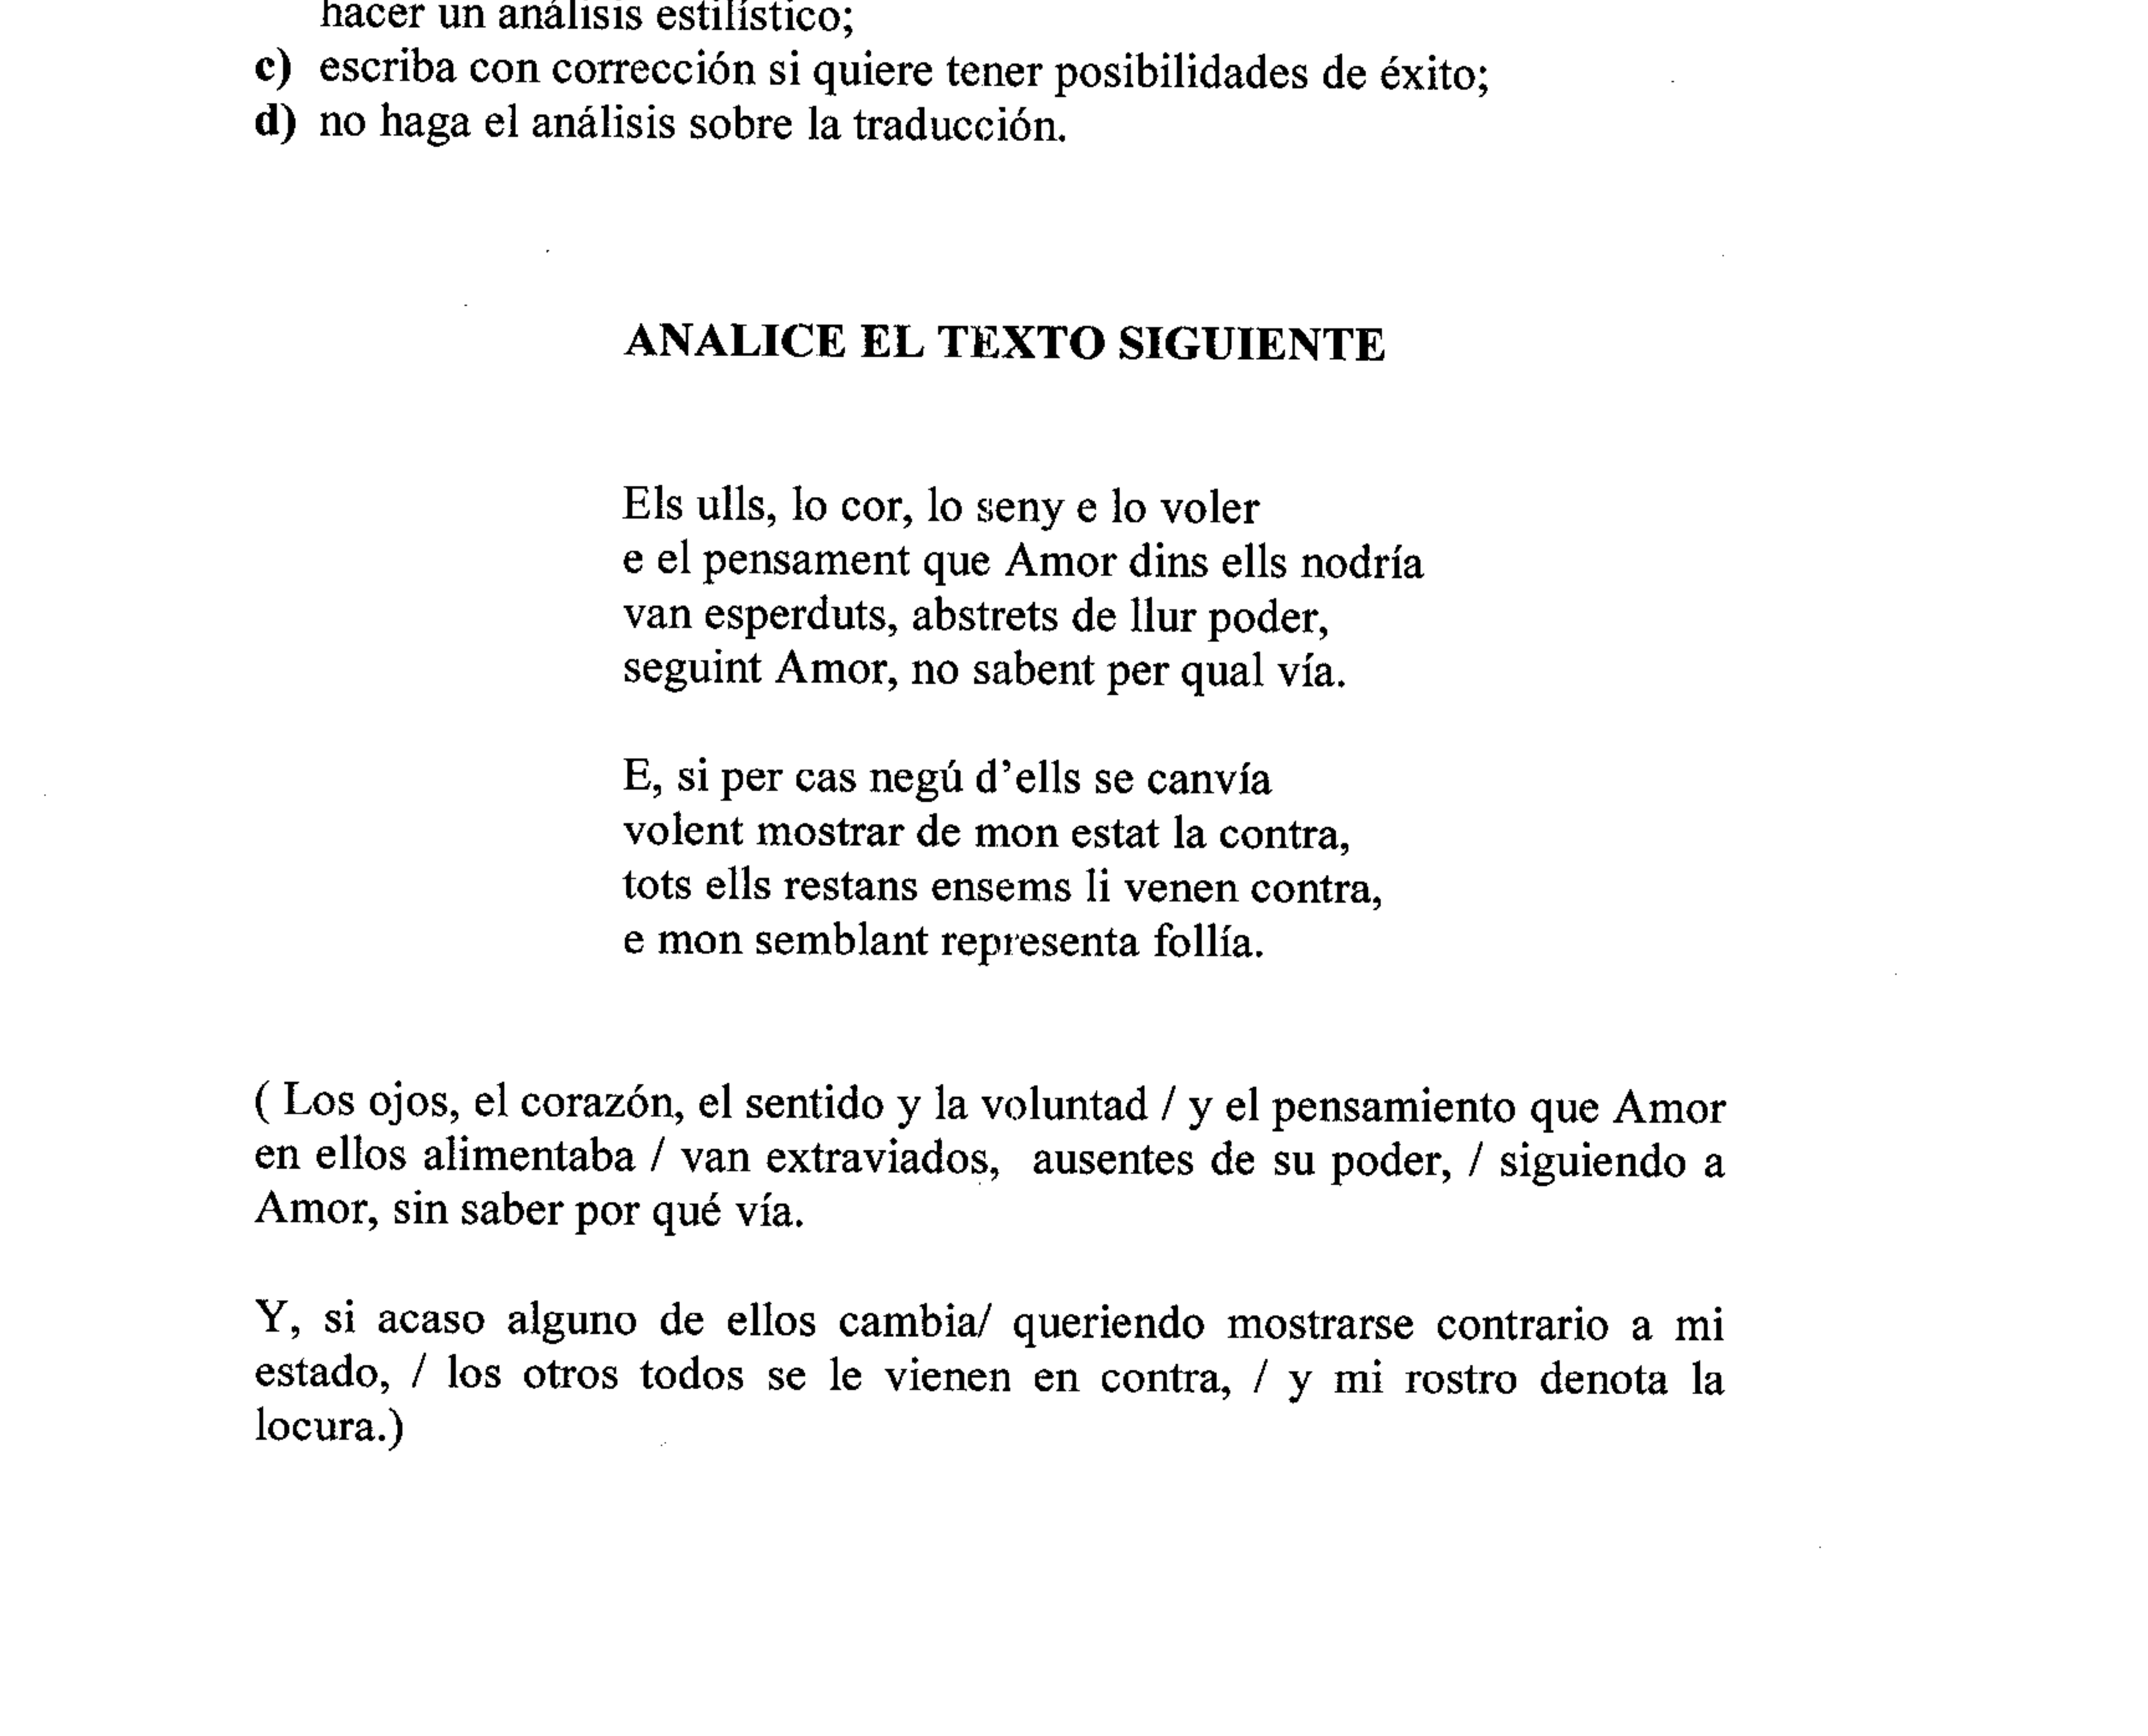 hacer un análisis estilístico;
c) escriba con corrección si quiere tener posibilidades de éxito;
d) no haga el análisis sobre la traducción.
ANALICE EL TEXTO SIGUIENTE
Els ulls, lo cor, lo seny e lo voler
e el pensament que Amor dins ells nodría
van esperduts, abstrets de llur poder,
seguint Amor, no sabent per qual vía.
E, si per cas negú d'ells se canvía
volent mostrar de mon estat la contra,
tots ells restans ensems li venen contra,
e mon semblant representa follía.
( Los ojos, el corazón, el sentido y la voluntad / y el pensamiento que Amor
en ellos alimentaba / van extraviados, ausentes de su poder, / siguiendo a
Amor, sin saber por qué vía.
Y, si acaso alguno de ellos cambia/ queriendo mostrarse contrario a mi
estado, / los otros todos se le vienen en contra, / y mi rostro denota la
locura.)